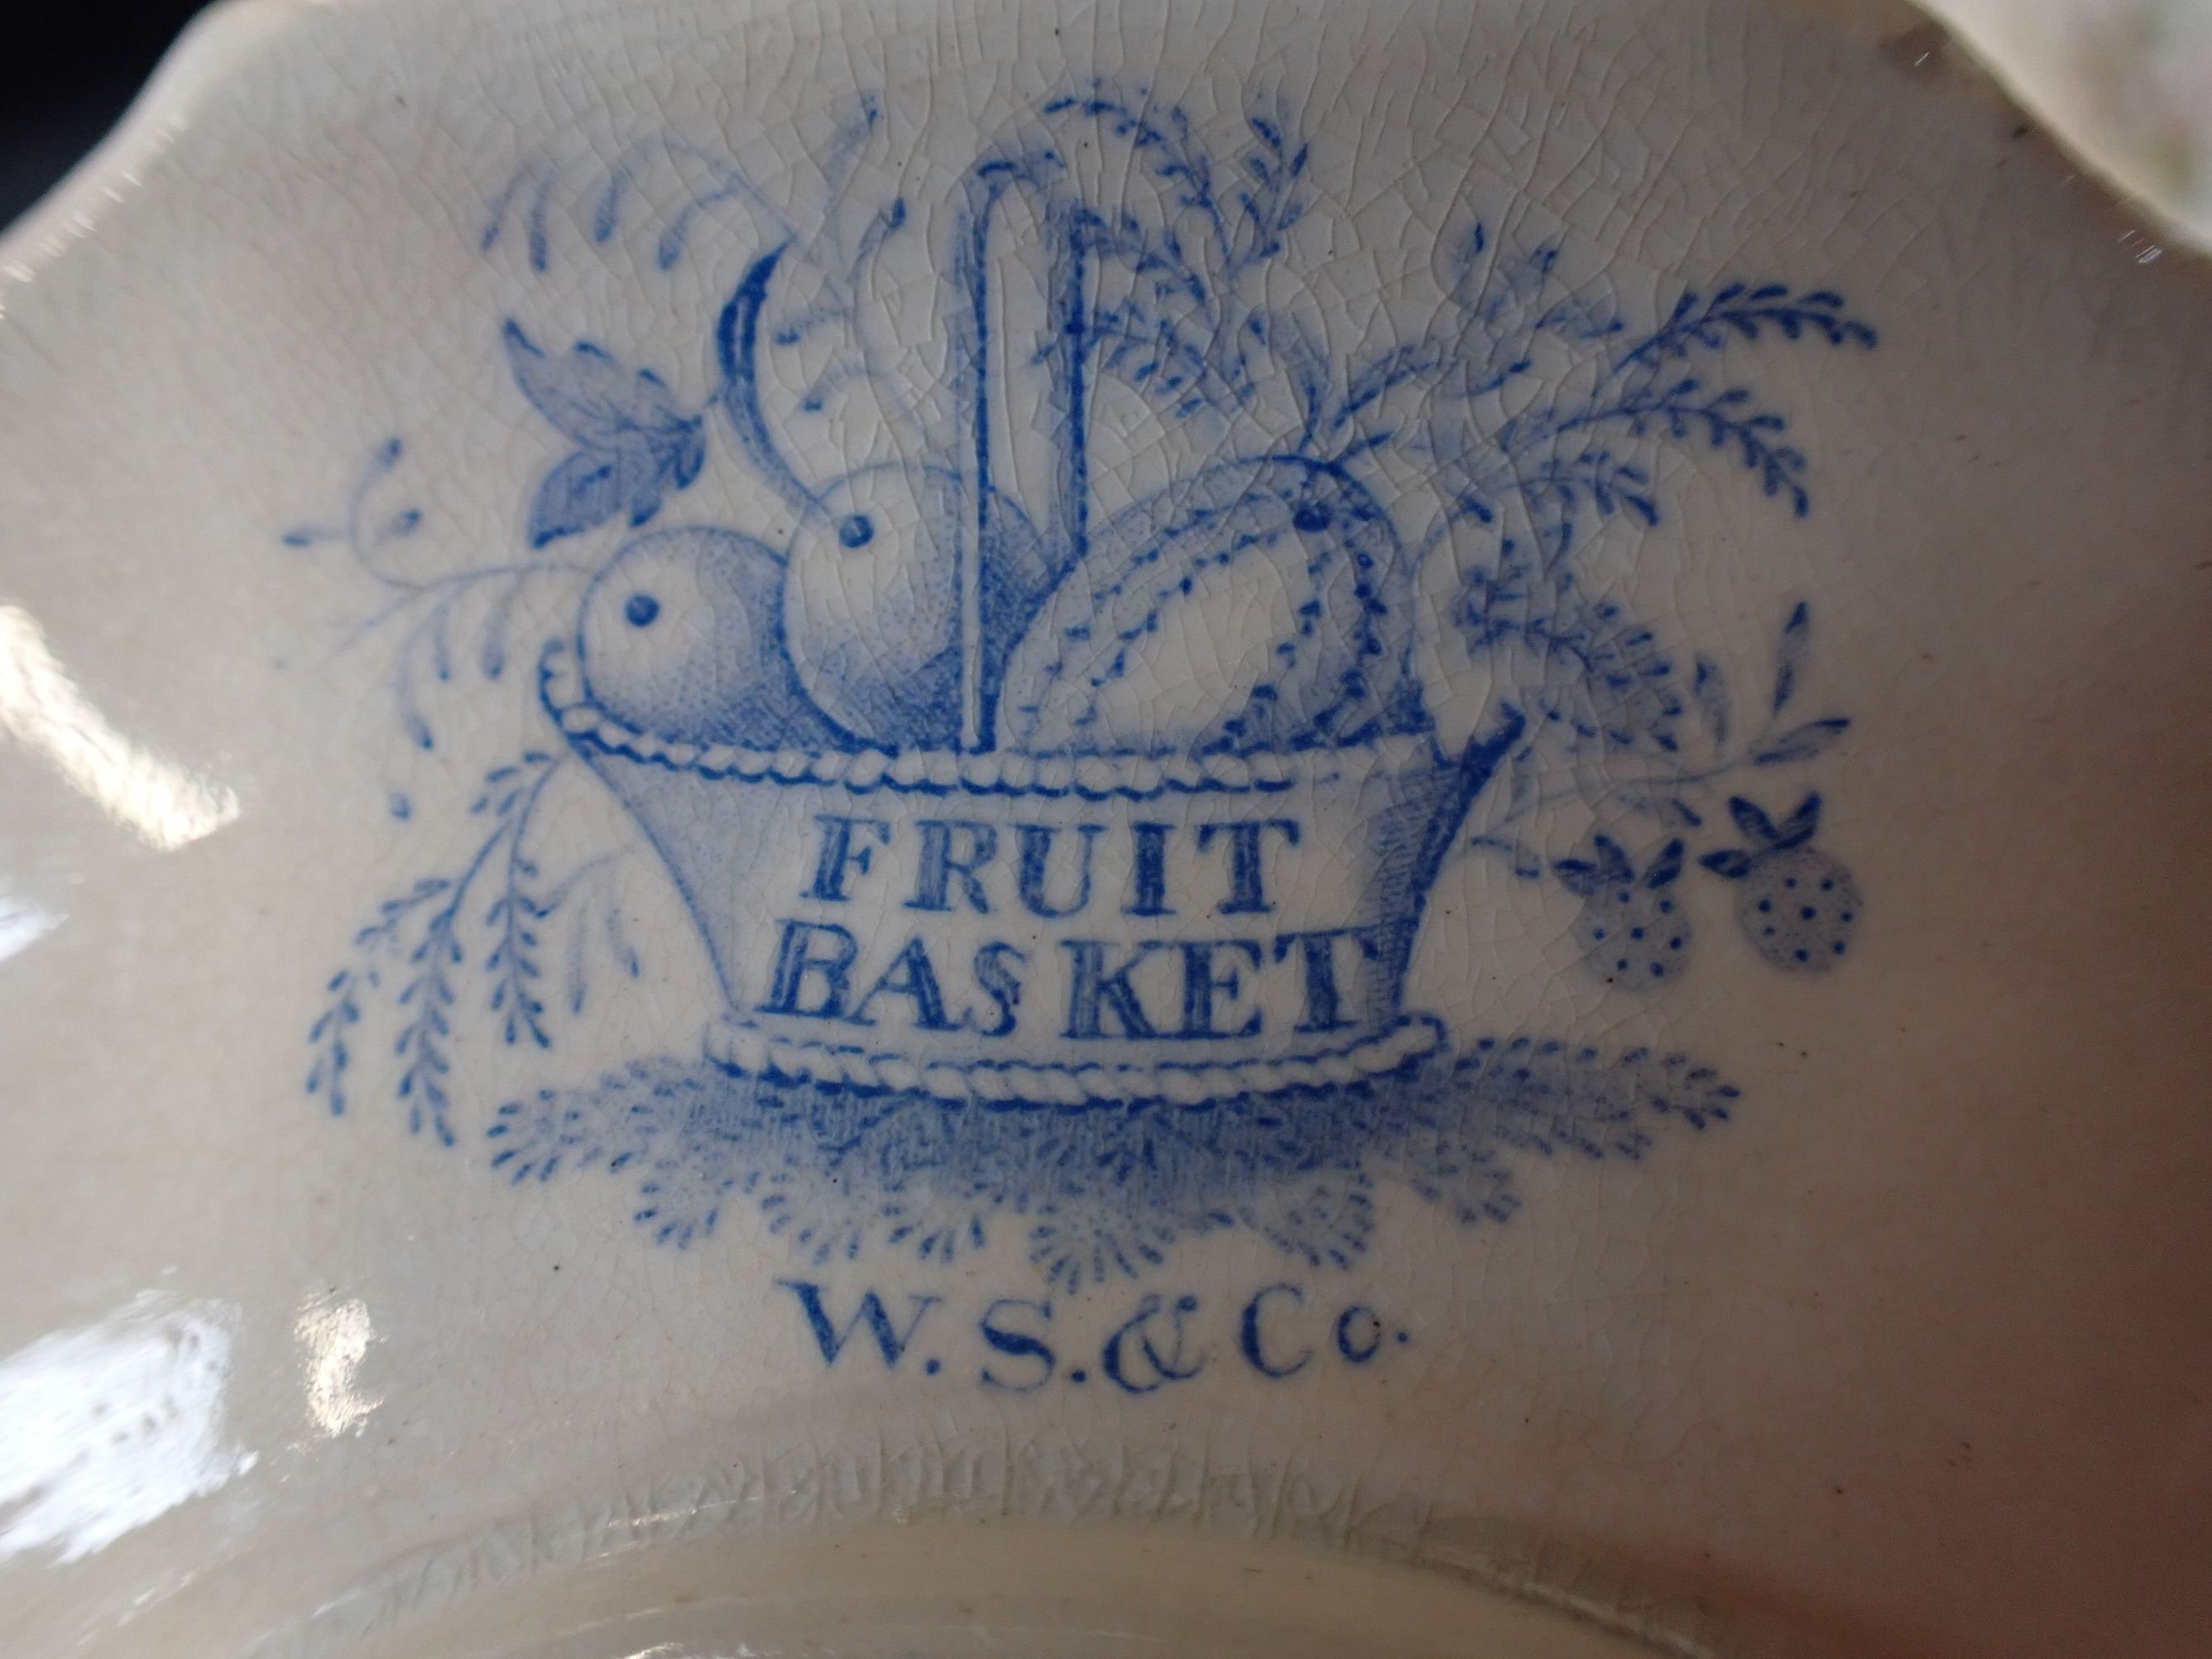 FRUIT
BASKET
W. S. & Co.